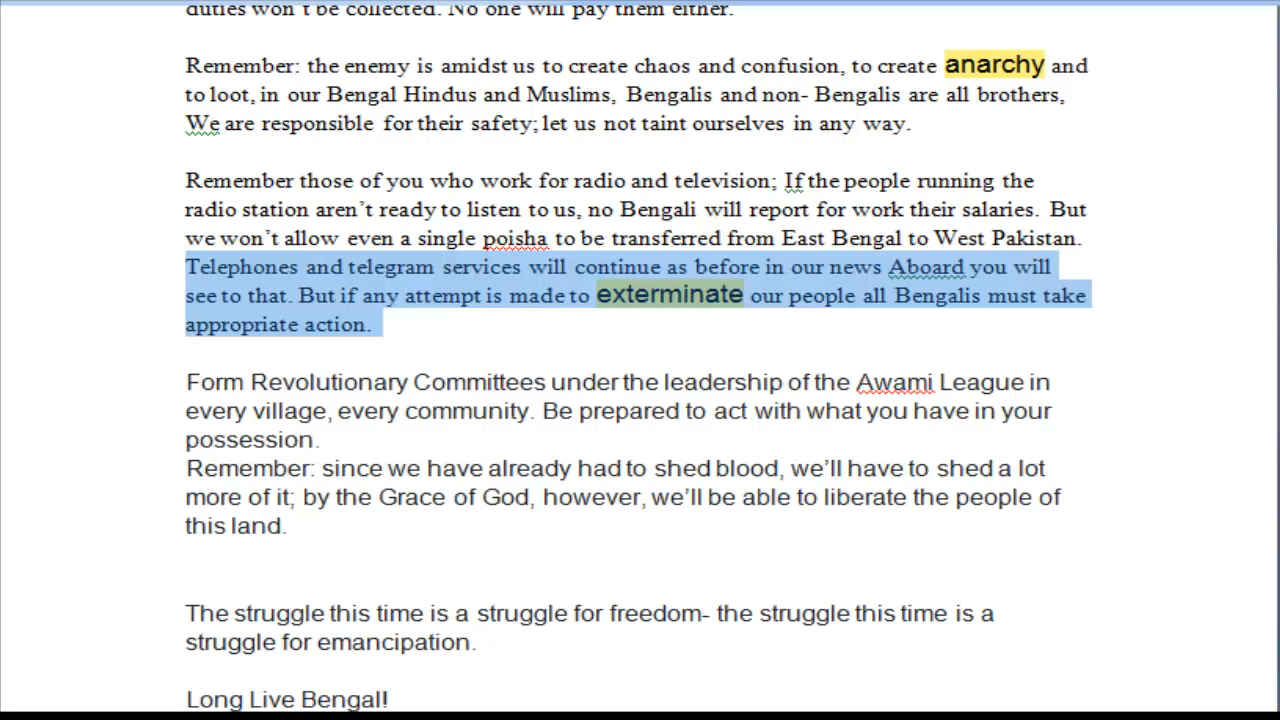 duties won't be collected. No one will pay them either.
Remember: the enemy is amidst us to create chaos and confusion, to create anarchy and
to loot, in our Bengal Hindus and Muslims, Bengalis and non- Bengalis are all brothers,
We are responsible for their safety; let us not taint ourselves in any way.
Remember those of you who work for radio and television; If the people running the
radio station aren't ready to listen to us, no Bengali will report for work their salaries. But
we won't allow even a single poisha to be transferred from East Bengal to West Pakistan.
Telephones and telegram services will continue as before in our news Aboard you will
see to that. But if any attempt is made to exterminate our people all Bengalis must take
appropriate action.
Form Revolutionary Committees under the leadership of the Awami League in
every village, every community. Be prepared to act with what you have in your
possession.
Remember: since we have already had to shed blood, we'll have to shed a lot
more of it; by the Grace of God, however, we'll be able to liberate the people of
this land.
The struggle this time is a struggle for freedom- the struggle this time is a
struggle for emancipation.
Long Live Bengal!